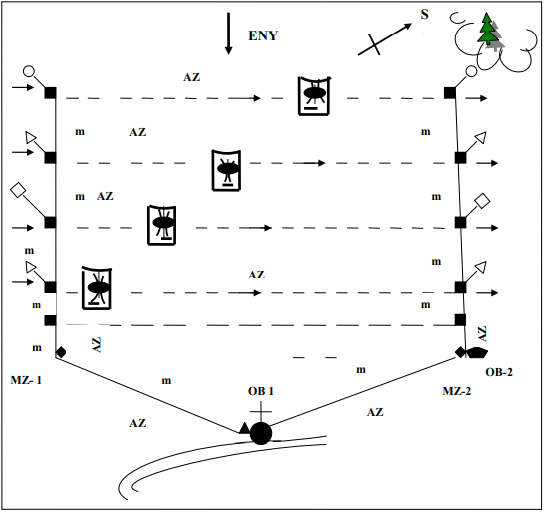 S
ENY
AZ
m AZ m
m AZ m
m m
AZ
m m
AZ AZ
m
m
OB-2
MZ- 1 m MZ-2
OB 1
AZ
AZ